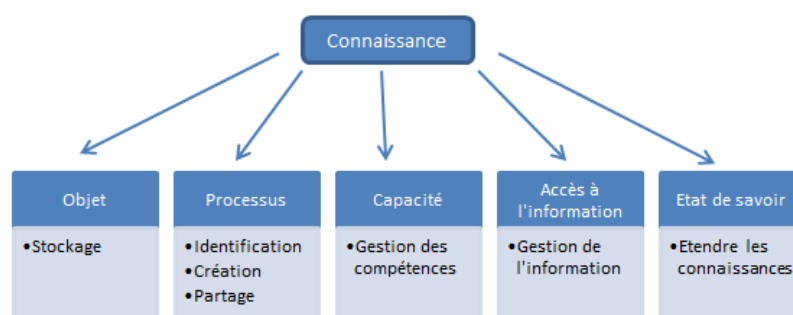 Connaissance
Objet
•Stockage
Processus
•Identification
•Création
•Partage
Capacité
•Gestion des
compétences
Accès à
l'information
•Gestion de
l'information
Etat de savoir
•Etendre les
connaissances